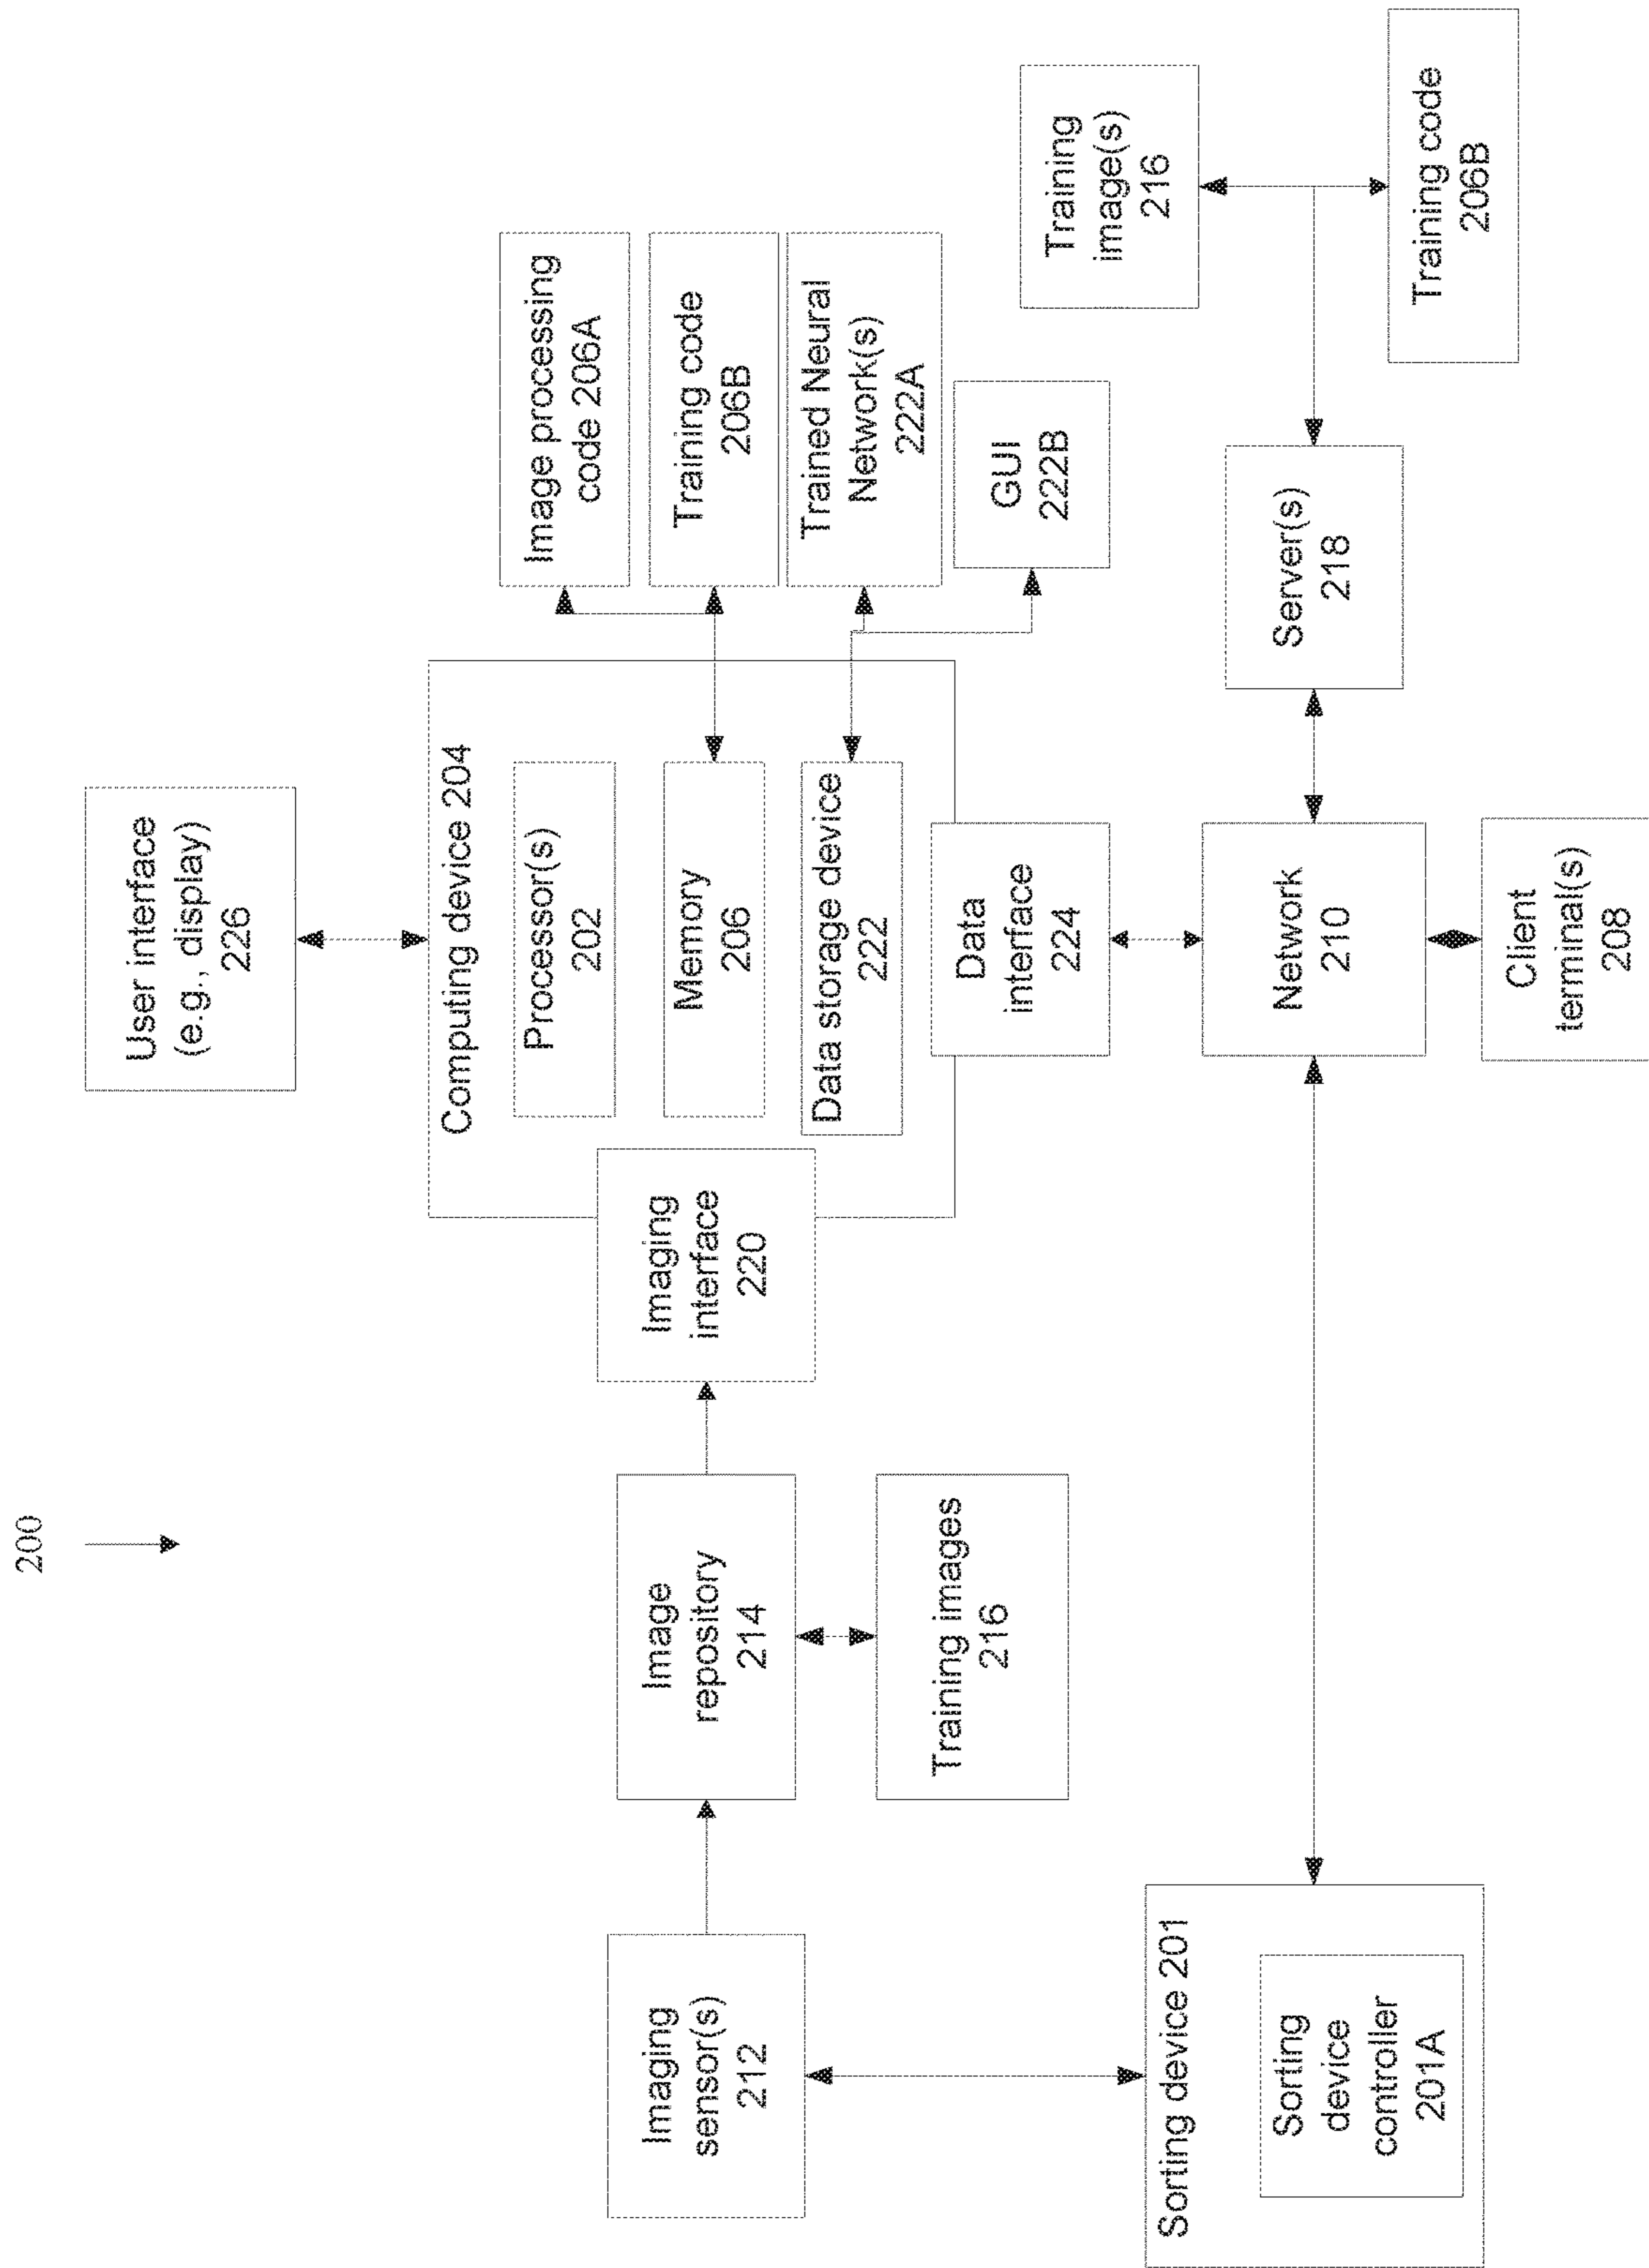 200
User interface
(e.g., display)
226
Computing device 204
Processor(s)
202
Memory
206
Data storage device
222
Image processing
code 206A
Training code
206B
Trained Neural
Network(s)
222A
GUI
222B
Imaging
sensor(s)
212
Image
repository
214
Imaging
interface
220
Training images
216
Data
interface
224
Training
image(s)
216
Sorting device 201
Sorting
device
controller
201A
Network
210
Server(s)
218
Client
terminal(s)
208
Training code
206B